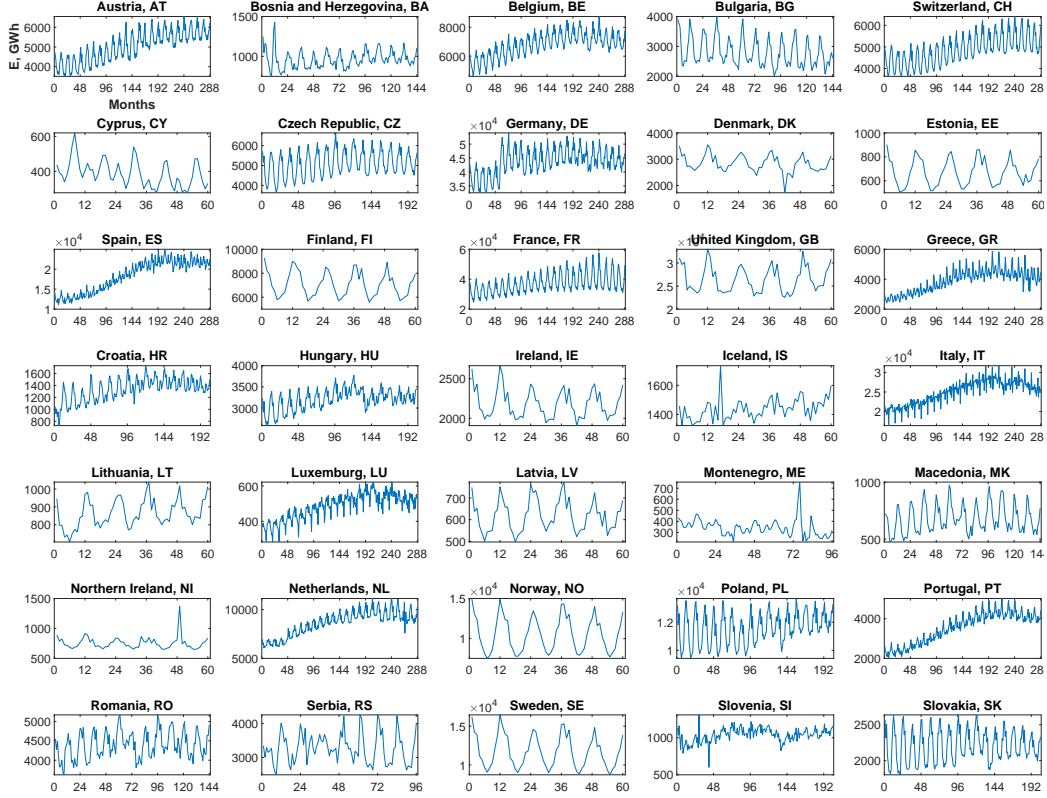 Austria, AT
Bosnia and Herzegovina, BA
Belgium, BE
Bulgaria, BG
Switzerland, CH
E, GWh
6000
5000
4000
0 48 96 144 192 240 288
Months
1500
1000
0 24 48 72 96 120 144
8000
6000
0 48 96 144 192 240 288
4000
3000
2000
0 24 48 72 96 120 144
6000
5000
4000
0 48 96 144 192 240 288
Cyprus, CY
Czech Republic, CZ
Germany, DE
Denmark, DK
Estonia, EE
600
400
0 12 24 36 48 60
6000
5000
4000
0 48 96 144 192
×10⁴
4.5
4
3.5
0 48 96 144 192 240 288
4000
3000
2000
0 12 24 36 48 60
1000
800
600
0 12 24 36 48 60
Spain, ES
Finland, FI
France, FR
United Kingdom, GB
Greece, GR
×10⁴
2
1.5
1
0 48 96 144 192 240 288
10000
8000
6000
0 12 24 36 48 60
×10⁴
6
4
2
0 48 96 144 192 240 288
3
2.5
2
0 12 24 36 48 60
6000
4000
2000
0 48 96 144 192 240 288
Croatia, HR
Hungary, HU
Ireland, IE
Iceland, IS
Italy, IT
1600
1400
1200
1000
800
0 48 96 144 192
4000
3500
3000
0 48 96 144 192
2500
2000
0 12 24 36 48 60
1600
1400
0 12 24 36 48 60
×10⁴
3
2.5
2
0 48 96 144 192 240 288
Lithuania, LT
Luxemburg, LU
Latvia, LV
Montenegro, ME
Macedonia, MK
1000
900
800
0 12 24 36 48 60
600
400
0 48 96 144 192 240 288
700
600
500
0 12 24 36 48 60
700
600
500
400
300
0 24 48 72 96
1000
500
0 24 48 72 96 120 144
Northern Ireland, NI
Netherlands, NL
Norway, NO
Poland, PL
Portugal, PT
1500
1000
500
0 12 24 36 48 60
10000
5000
0 48 96 144 192 240 288
×10⁴
1.5
1
0 12 24 36 48 60
×10⁴
1.2
1
0 48 96 144 192
4000
2000
0 48 96 144 192 240 288
Romania, RO
Serbia, RS
Sweden, SE
Slovenia, SI
Slovakia, SK
5000
4500
4000
0 24 48 72 96 120 144
4000
3000
0 24 48 72 96
×10⁴
1.5
1
0 12 24 36 48 60
1000
500
0 48 96 144 192
2500
2000
0 48 96 144 192